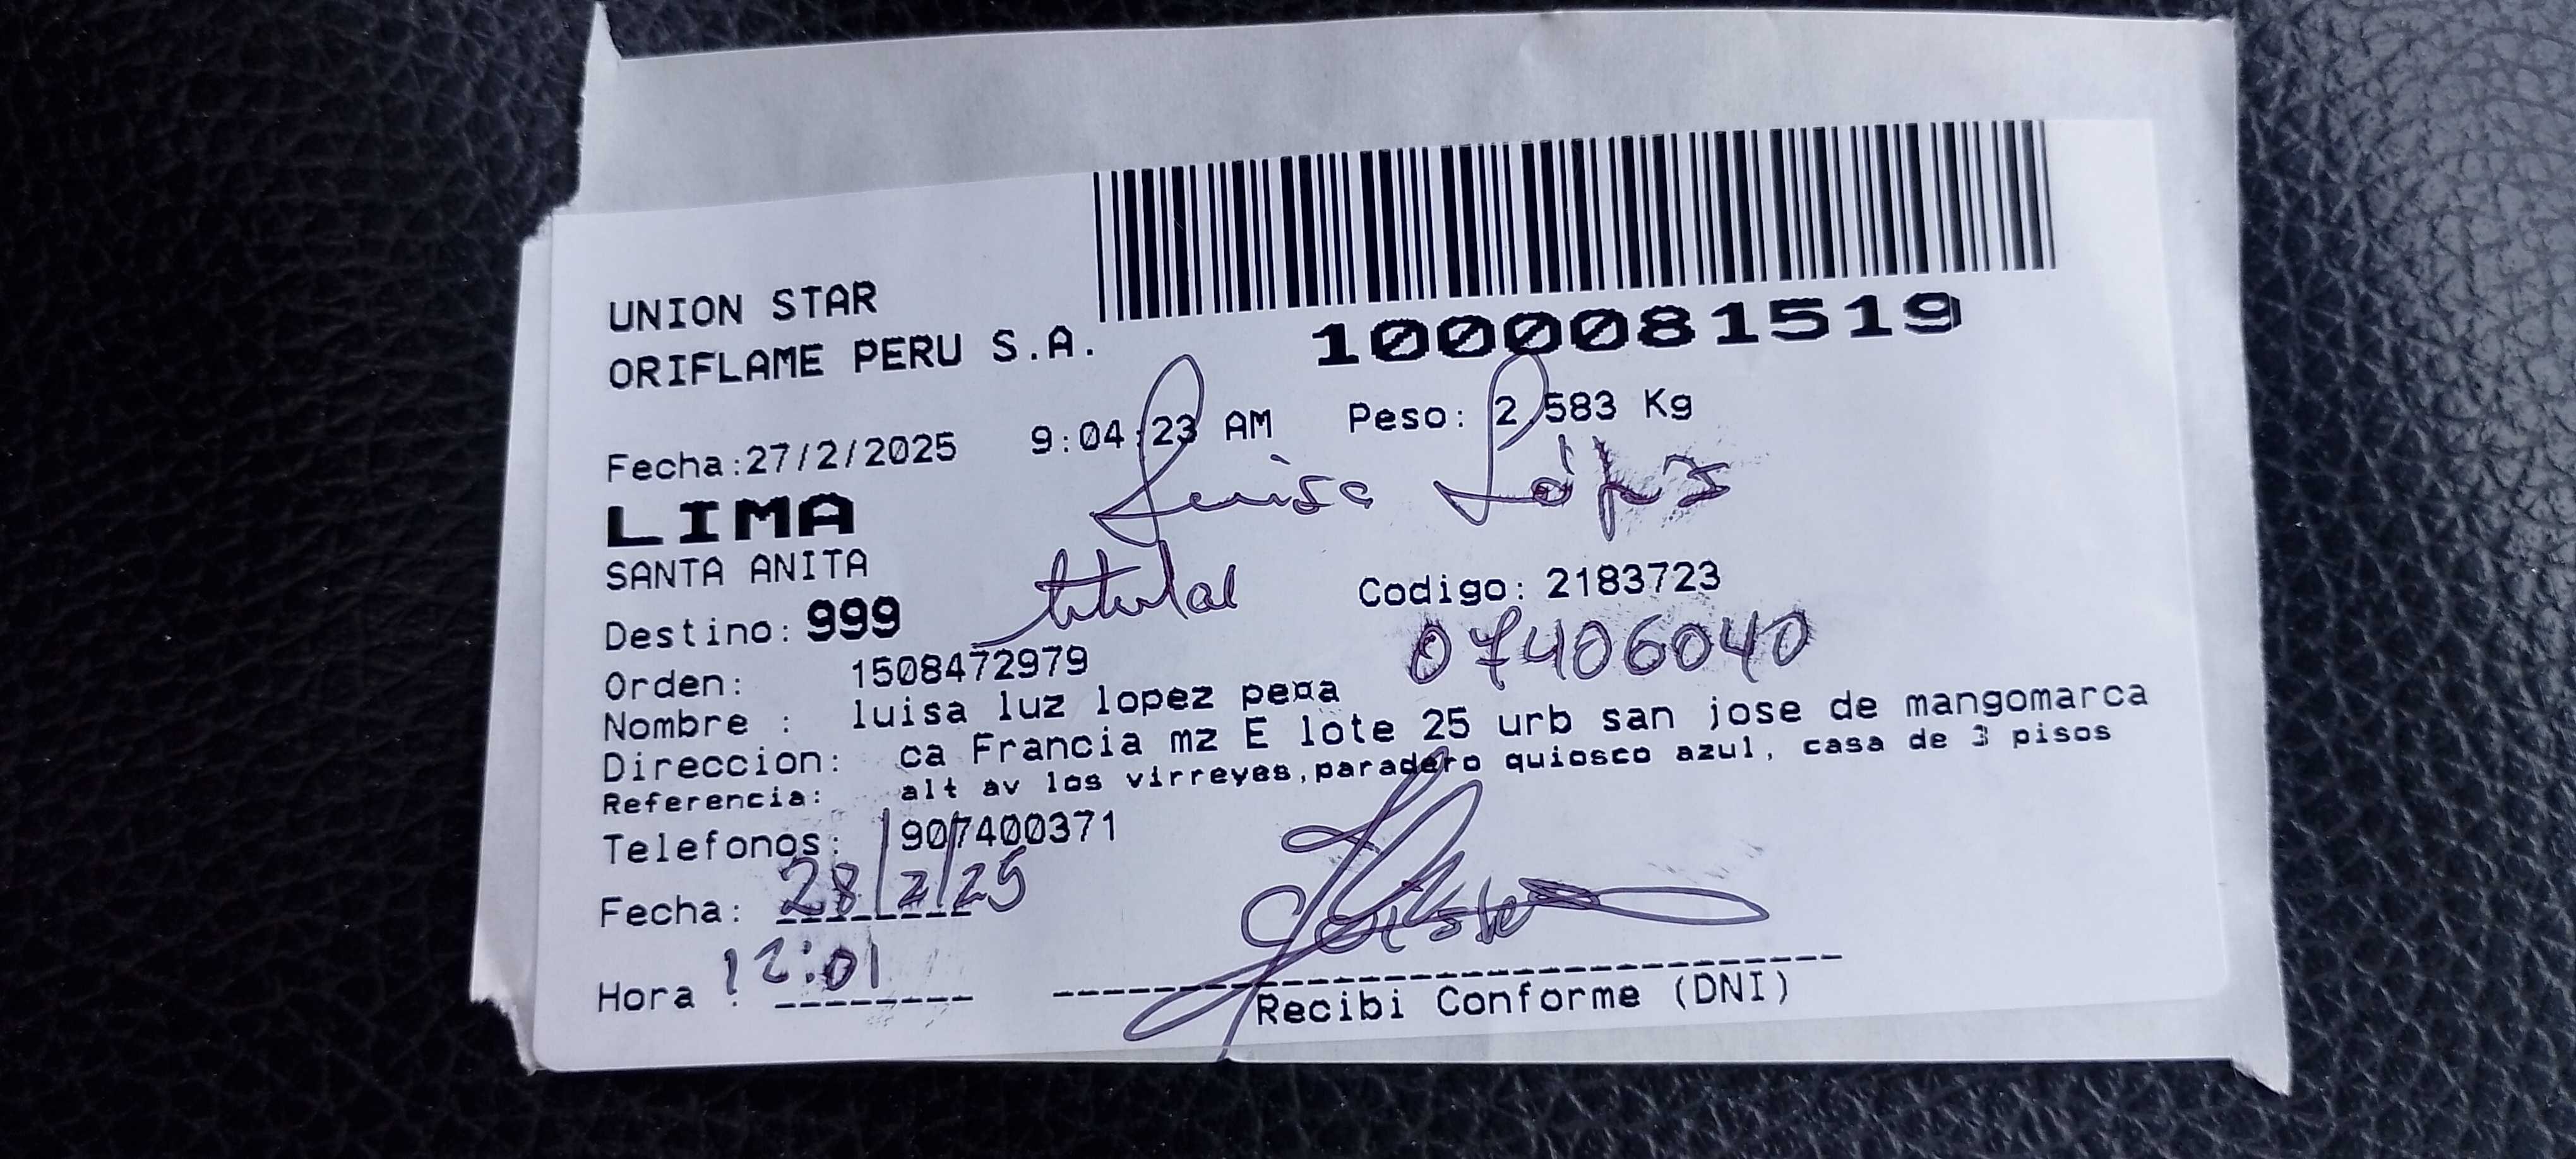 UNION STAR
ORIFLAME PERU S.A.
1000081519
Fecha:27/2/2025 9:04:23 AM Peso: 2,583 Kg
Luisa López
LIMA
SANTA ANITA
titular Codigo: 2183723
Destino: 999
07406040
Orden: 1508472979
Nombre : luisa luz lopez pe¤a
Direccion: ca Francia mz E lote 25 urb san jose de mangomarca
Referencia: alt av los virreyes,paradero quiosco azul, casa de 3 pisos
Telefonos: 907400371
Fecha: 28/2/25
Hora : 12:01
Recibi Conforme (DNI)